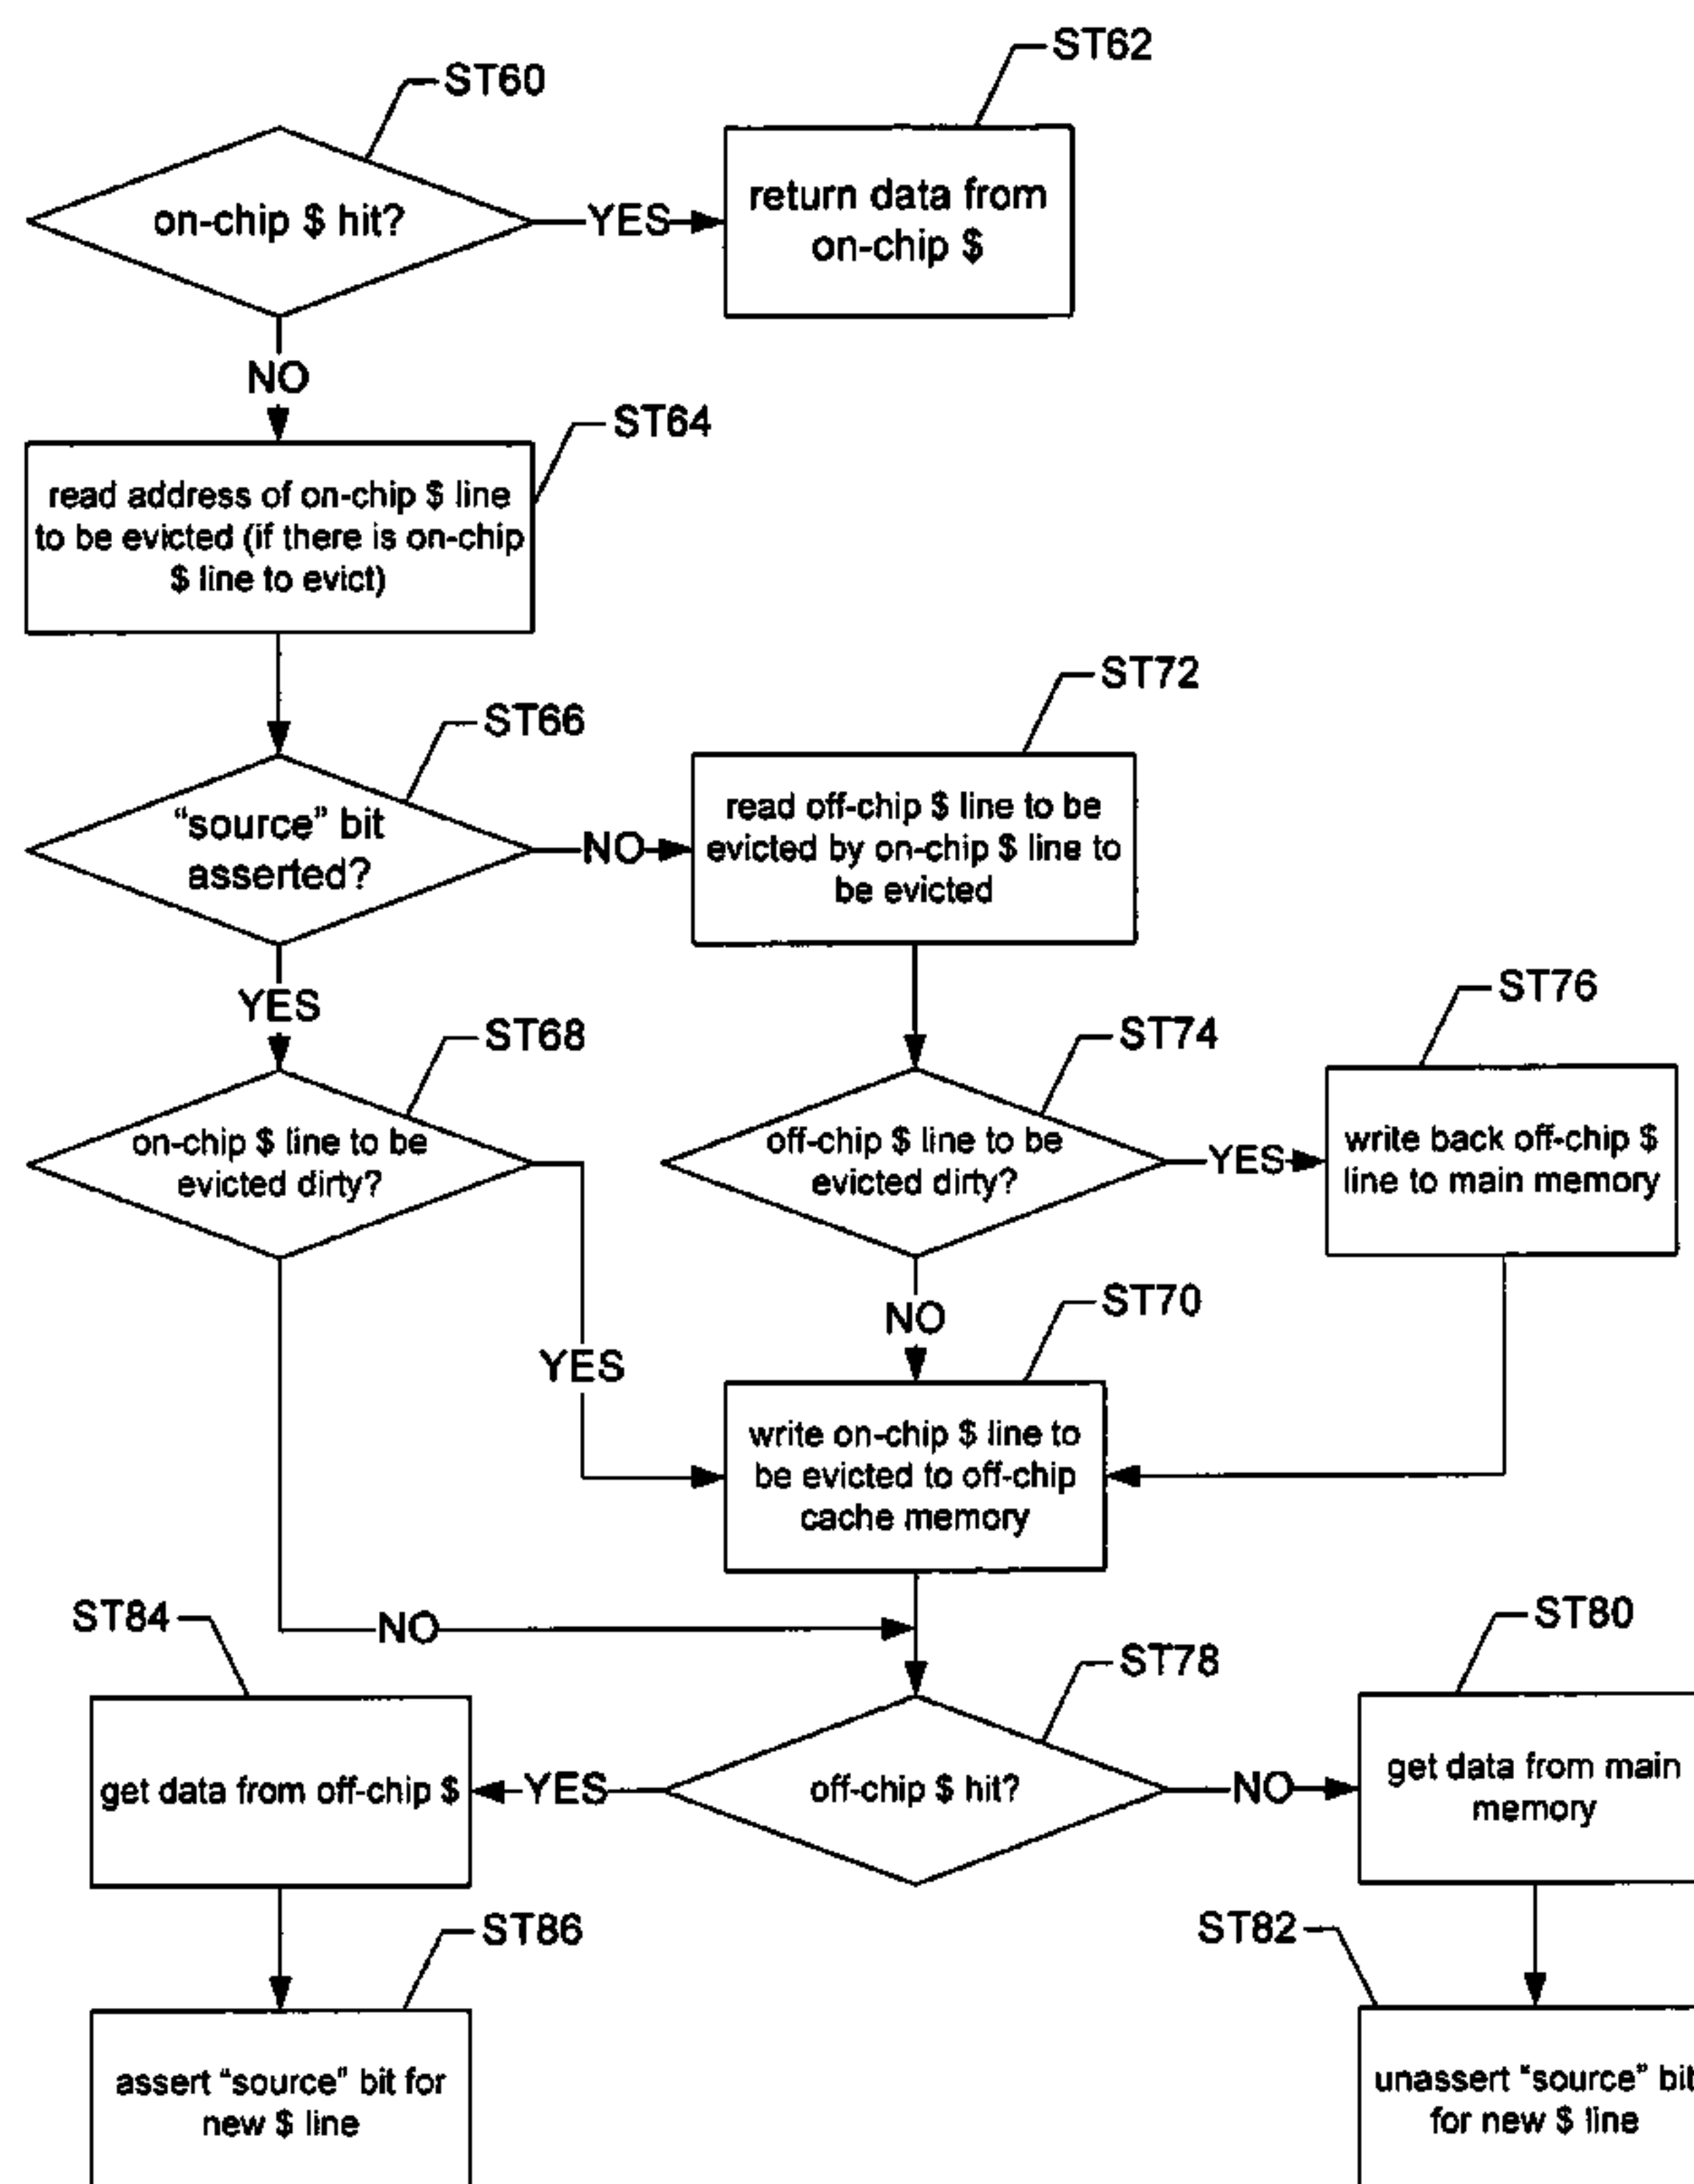 ST60
ST62
on-chip $ hit?
YES
return data from
on-chip $
NO
ST64
read address of on-chip $ line
to be evicted (if there is on-chip
$ line to evict)
ST66
ST72
"source" bit
asserted?
NO
read off-chip $ line to be
evicted by on-chip $ line to
be evicted
YES
ST68
ST74
ST76
on-chip $ line to be
evicted dirty?
off-chip $ line to be
evicted dirty?
YES
write back off-chip $
line to main memory
NO
ST70
YES
write on-chip $ line to
be evicted to off-chip
cache memory
ST84
NO
ST78
ST80
get data from off-chip $
YES
off-chip $ hit?
NO
get data from main
memory
ST86
ST82
assert "source" bit for
new $ line
unassert "source" bit
for new $ line